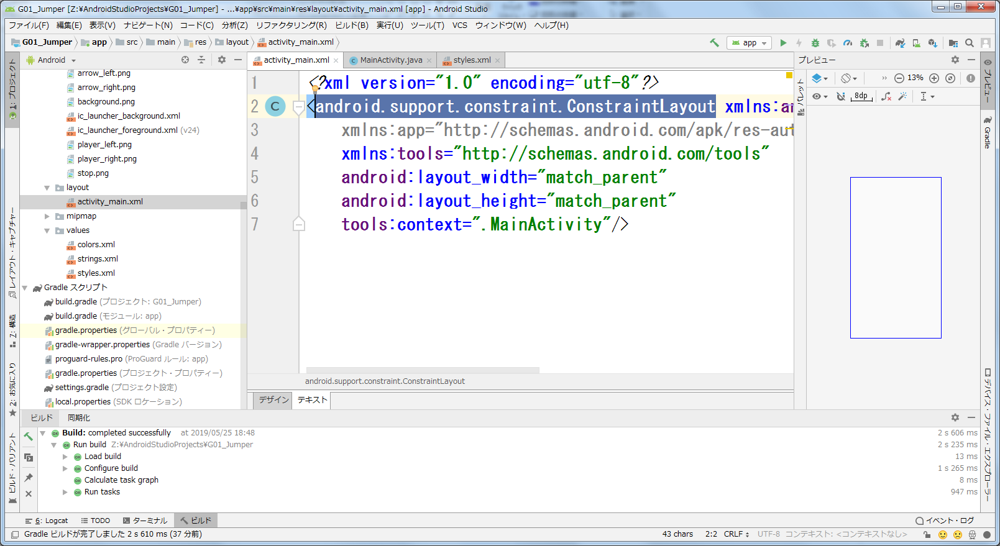 G01_Jumper [Z:¥AndroidStudioProjects¥G01_Jumper] - ...¥app¥src¥main¥res¥layout¥activity_main.xml [app] - Android Studio
ファイル(F) 編集(E) 表示(V) ナビゲート(N) コード(C) 分析(Z) リファクタリング(R) ビルド(B) 実行(U) ツール(T) VCS ウィンドウ(W) ヘルプ(H)
G01_Jumper app src main res layout activity_main.xml
app
1: プロジェクト
レイアウト・キャプチャー
7: 構造
2: お気に入り
ビルド・バリアント
Android
arrow_left.png
arrow_right.png
background.png
ic_launcher_background.xml
ic_launcher_foreground.xml (v24)
player_left.png
player_right.png
stop.png
layout
activity_main.xml
mipmap
values
colors.xml
strings.xml
styles.xml
Gradle スクリプト
build.gradle (プロジェクト: G01_Jumper)
build.gradle (モジュール: app)
gradle.properties (グローバル・プロパティー)
gradle-wrapper.properties (Gradle バージョン)
proguard-rules.pro (ProGuard ルール: app)
gradle.properties (プロジェクト・プロパティー)
settings.gradle (プロジェクト設定)
local.properties (SDK ロケーション)
activity_main.xml MainActivity.java styles.xml
1 <?xml version="1.0" encoding="utf-8"?>
2 C <android.support.constraint.ConstraintLayout xmlns:an
3 xmlns:app="http://schemas.android.com/apk/res-aut
4 xmlns:tools="http://schemas.android.com/tools"
5 android:layout_width="match_parent"
6 android:layout_height="match_parent"
7 tools:context=".MainActivity"/>
android.support.constraint.ConstraintLayout
デザイン テキスト
パレット
プレビュー
13%
8dp
プレビュー
Gradle
デバイス・ファイル・エクスプローラー
ビルド 同期化
Build: completed successfully at 2019/05/25 18:48 2 s 606 ms
Run build Z:¥AndroidStudioProjects¥G01_Jumper 2 s 235 ms
Load build 13 ms
Configure build 1 s 265 ms
Calculate task graph 8 ms
Run tasks 947 ms
6: Logcat TODO ターミナル ビルド イベント・ログ
Gradle ビルドが完了しました 2 s 610 ms (37 分前) 43 chars 2:2 CRLF UTF-8 コンテキスト: <コンテキストなし>